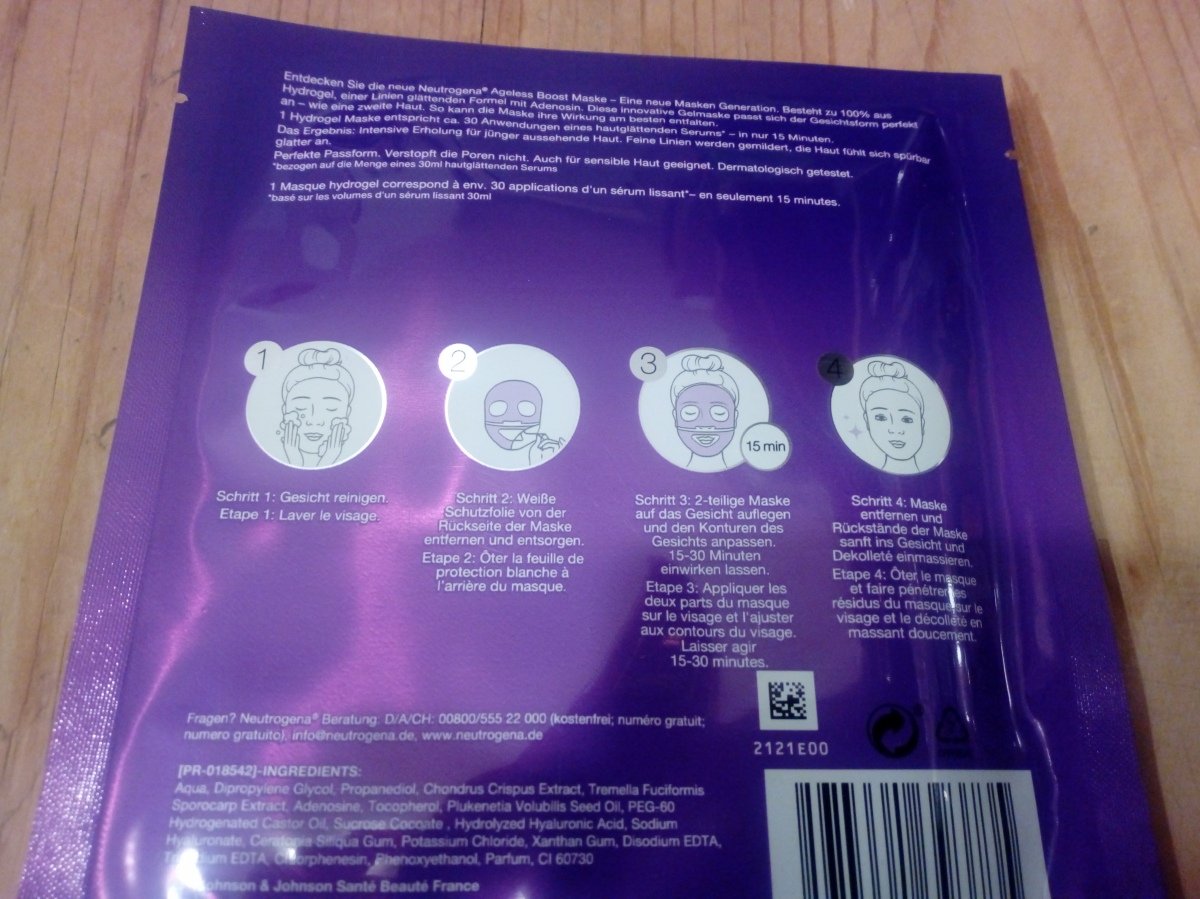 Entdecken Sie die neue Neutrogena® Ageless Boost Maske – Eine neue Masken Generation. Besteht zu 100% aus
Hydrogel, einer Linien glättenden Formel mit Adenosin. Diese innovative Gelmaske passt sich der Gesichtsform perfekt
an – wie eine zweite Haut. So kann die Maske ihre Wirkung am besten entfalten.
1 Hydrogel Maske entspricht ca. 30 Anwendungen eines hautglättenden Serums* – in nur 15 Minuten.
Das Ergebnis: Intensive Erholung für jünger aussehende Haut. Feine Linien werden gemildert, die Haut fühlt sich spürbar
glatter an.
Perfekte Passform. Verstopft die Poren nicht. Auch für sensible Haut geeignet. Dermatologisch getestet.
*bezogen auf die Menge eines 30ml hautglättenden Serums
1 Masque hydrogel correspond à env. 30 applications d'un sérum lissant*– en seulement 15 minutes.
*basé sur les volumes d'un sérum lissant 30ml
1
2
3
15 min
4
Schritt 1: Gesicht reinigen.
Etape 1: Laver le visage.
Schritt 2: Weiße
Schutzfolie von der
Rückseite der Maske
entfernen und entsorgen.
Etape 2: Ôter la feuille de
protection blanche à
l'arrière du masque.
Schritt 3: 2-teilige Maske
auf das Gesicht auflegen
und den Konturen des
Gesichts anpassen.
15-30 Minuten
einwirken lassen.
Etape 3: Appliquer les
deux parts du masque
sur le visage et l'ajuster
aux contours du visage.
Laisser agir
15-30 minutes.
Schritt 4: Maske
entfernen und
Rückstände der Maske
sanft ins Gesicht und
Dekolleté einmassieren.
Etape 4: Ôter le masque
et faire pénétrer les
résidus du masque sur le
visage et le décolleté en
massant doucement.
Fragen? Neutrogena® Beratung: D/A/CH: 00800/555 22 000 (kostenfrei; numéro gratuit;
numero gratuito), info@neutrogena.de, www.neutrogena.de
2121E00
[PR-018542]-INGREDIENTS:
Aqua, Dipropylene Glycol, Propanediol, Chondrus Crispus Extract, Tremella Fuciformis
Sporocarp Extract, Adenosine, Tocopherol, Plukenetia Volubilis Seed Oil, PEG-60
Hydrogenated Castor Oil, Sucrose Cocoate , Hydrolyzed Hyaluronic Acid, Sodium
Hyaluronate, Ceratonia Siliqua Gum, Potassium Chloride, Xanthan Gum, Disodium EDTA,
EDTA, Chlorphenesin, Phenoxyethanol, Parfum, CI 60730
Johnson & Johnson Santé Beauté France